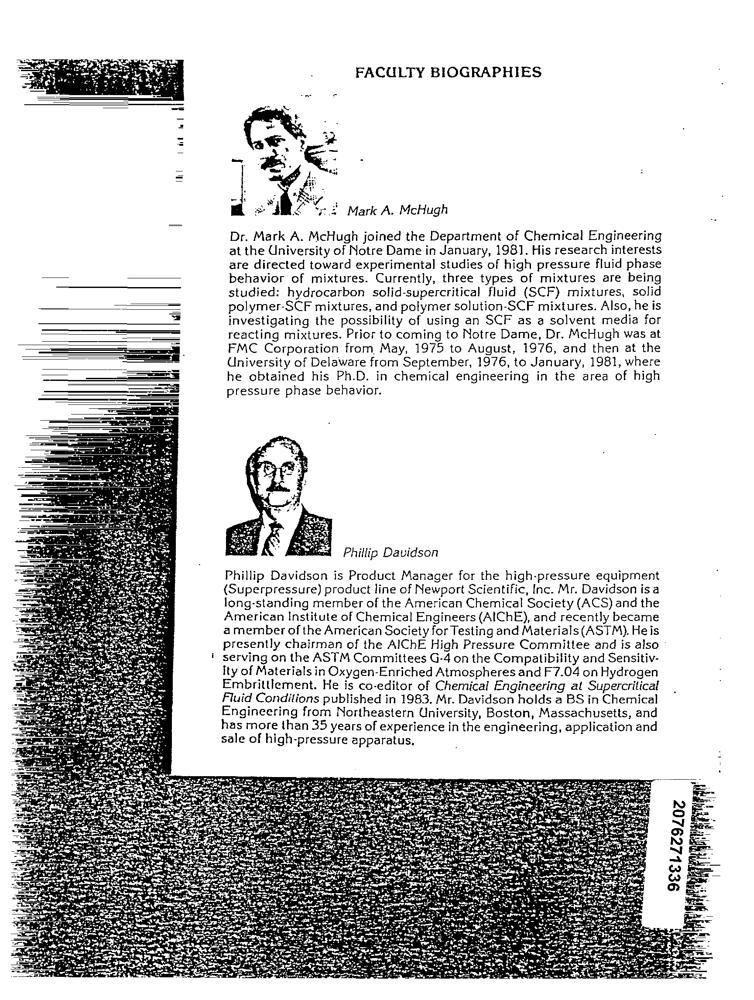 FACULTY BIOGRAPHIES
Mark A. McHugh
Dr. Mark A. McHugh joined the Department of Chemical Engineering
at the University of Notre Dame in January, 1981. His research interests
are directed toward experimental studies of high pressure fluid phase
behavior of mixtures. Currently, three types of mixtures are being
studied: hydrocarbon solid-supercritical fluid (SCF) mixtures, solid
polymer-SCF mixtures, and polymer solution-SCF mixtures. Also, he is
investigating the possibility of using an SCF as a solvent media for
reacting mixtures. Prior to coming to Notre Dame, Dr. McHugh was at
FMC Corporation from May, 1975 to August, 1976, and then at the
University of Delaware from September, 1976, to January, 1981, where
he obtained his Ph.D. in chemical engineering in the area of high
pressure phase behavior.
Phillip Davidson
Phillip Davidson is Product Manager for the high-pressure equipment
(Superpressure) product line of Newport Scientific, Inc. Mr. Davidson is a
long-standing member of the American Chemical Society (ACS) and the
American Institute of Chemical Engineers (AIChE), and recently became
a member of the American Society for Testing and Materials (ASTM). He is
presently chairman of the AIChE High Pressure Committee and is also
serving on the ASTM Committees G-4 on the Compatibility and Sensitiv-
ity of Materials in Oxygen-Enriched Atmospheres and F7.04 on Hydrogen
Embrittlement. He is co-editor of Chemical Engineering at Supercritical
Fluid Conditions published in 1983. Mr. Davidson holds a BS in Chemical
Engineering from Northeastern University, Boston, Massachusetts, and
has more than 35 years of experience in the engineering, application and
sale of high-pressure apparatus.
2076271336